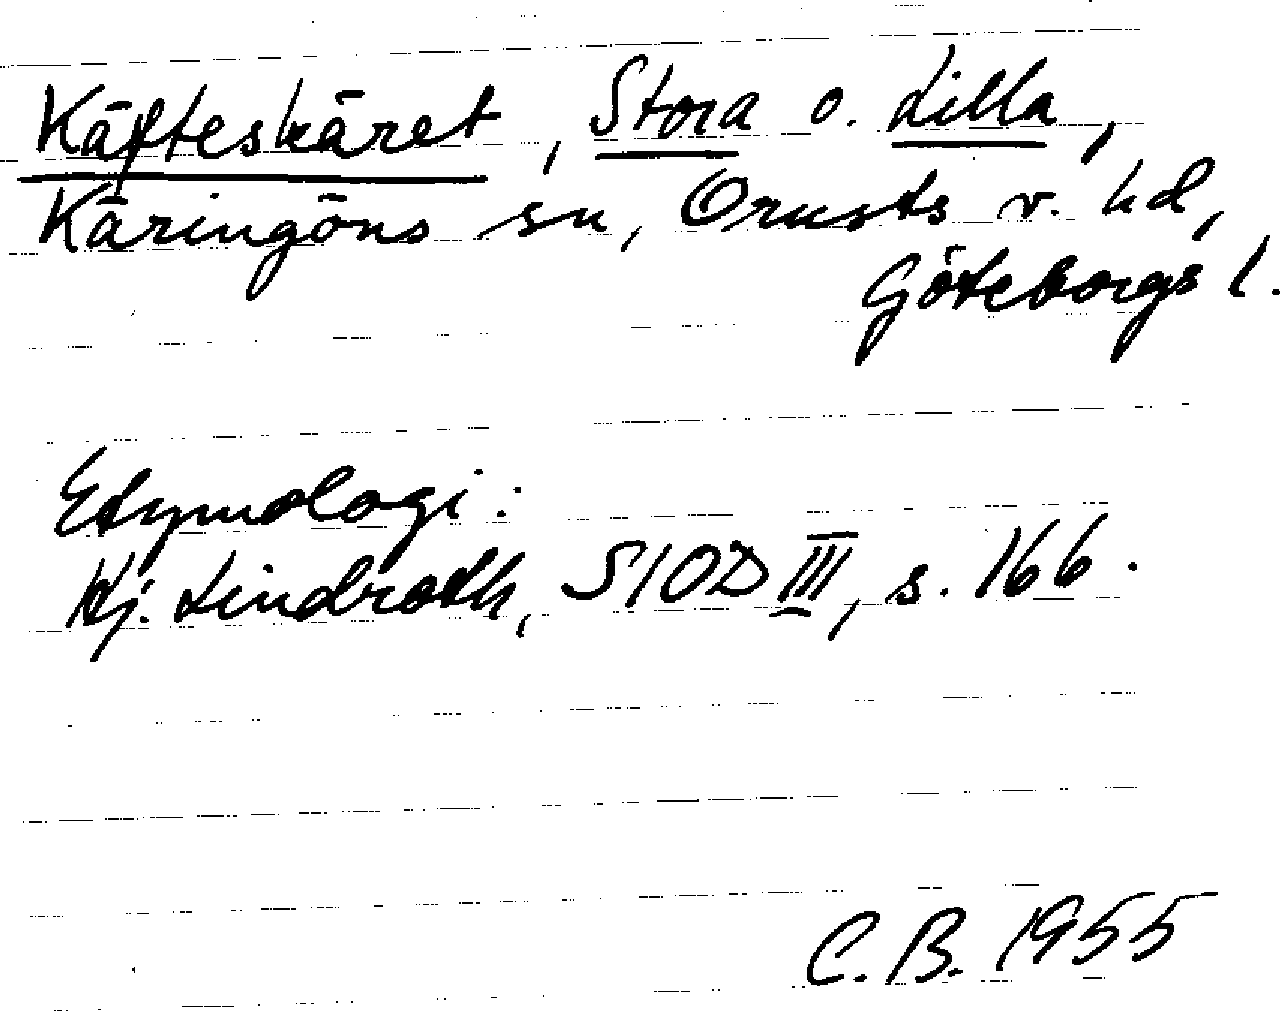 Käfteskäret, Stora o. Lilla,
Käringöns sn, Orusts v. hd,
Göteborgs l.
Etymologi:
Hj. Lindroth, SIOD III, s. 166.
C.B. 1955